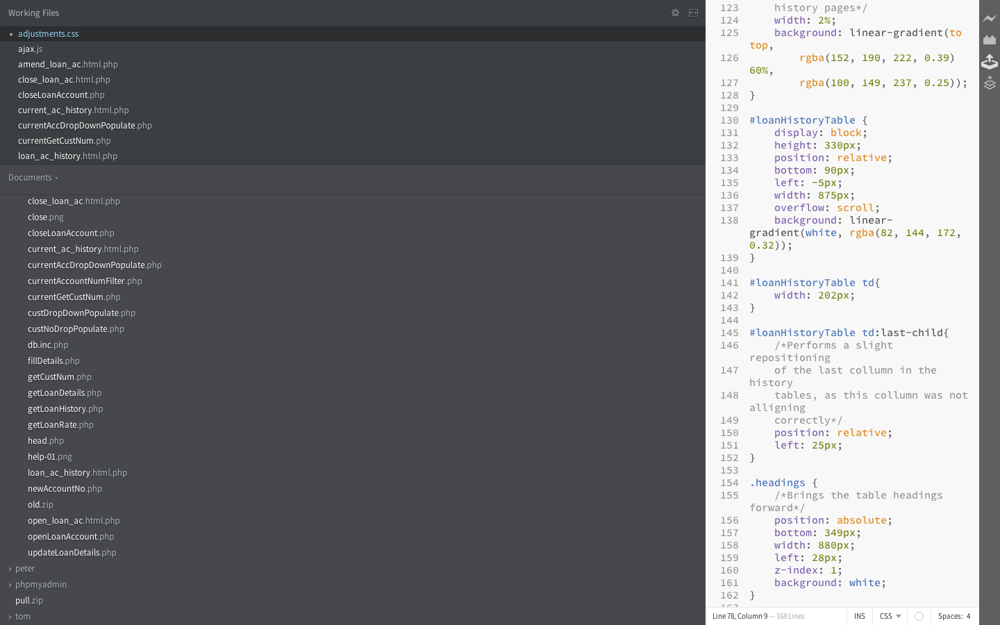 Working Files
adjustments.css
ajax.js
amend_loan_ac.html.php
close_loan_ac.html.php
closeLoanAccount.php
current_ac_history.html.php
currentAccDropDownPopulate.php
currentGetCustNum.php
loan_ac_history.html.php
Documents
close_loan_ac.html.php
close.png
closeLoanAccount.php
current_ac_history.html.php
currentAccDropDownPopulate.php
currentAccountNumFilter.php
currentGetCustNum.php
custDropDownPopulate.php
custNoDropPopulate.php
db.inc.php
fillDetails.php
getCustNum.php
getLoanDetails.php
getLoanHistory.php
getLoanRate.php
head.php
help-01.png
loan_ac_history.html.php
newAccountNo.php
old.zip
open_loan_ac.html.php
openLoanAccount.php
updateLoanDetails.php
peter
phpmyadmin
pull.zip
tom
123 history pages*/
124 width: 2%;
125 background: linear-gradient(to
top,
126 rgba(152, 190, 222, 0.39)
60%,
127 rgba(100, 149, 237, 0.25));
128 }
129
130 #loanHistoryTable {
131 display: block;
132 height: 330px;
133 position: relative;
134 bottom: 90px;
135 left: -5px;
136 width: 875px;
137 overflow: scroll;
138 background: linear-
gradient(white, rgba(82, 144, 172,
0.32));
139 }
140
141 #loanHistoryTable td{
142 width: 202px;
143 }
144
145 #loanHistoryTable td:last-child{
146 /*Performs a slight
repositioning
147 of the last collumn in the
history
148 tables, as this collumn was not
alligning
149 correctly*/
150 position: relative;
151 left: 25px;
152 }
153
154 .headings {
155 /*Brings the table headings
forward*/
156 position: absolute;
157 bottom: 349px;
158 width: 880px;
159 left: 28px;
160 z-index: 1;
161 background: white;
162 }
Line 78, Column 9 — 168 Lines
INS
CSS
Spaces: 4